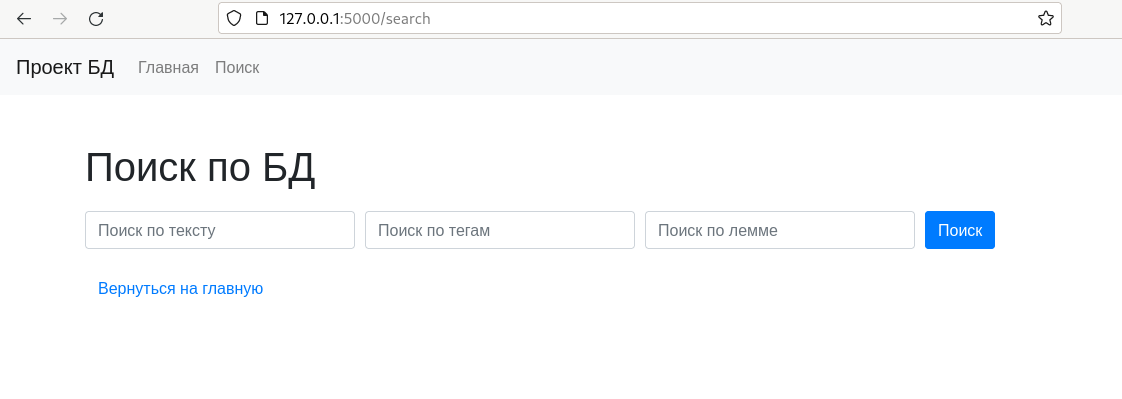 127.0.0.1:5000/search
Проект БД Главная Поиск
Поиск по БД
Поиск по тексту Поиск по тегам Поиск по лемме Поиск
Вернуться на главную